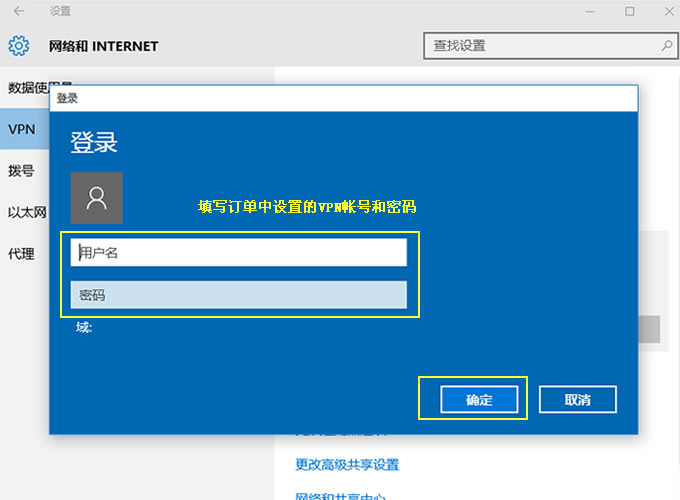 设置
网络和 INTERNET
查找设置
数据使用量
VPN
拨号
以太网
代理
登录
登录
填写订单中设置的VPN帐号和密码
用户名
密码
域:
确定
取消
更改高级共享设置
网络和共享中心